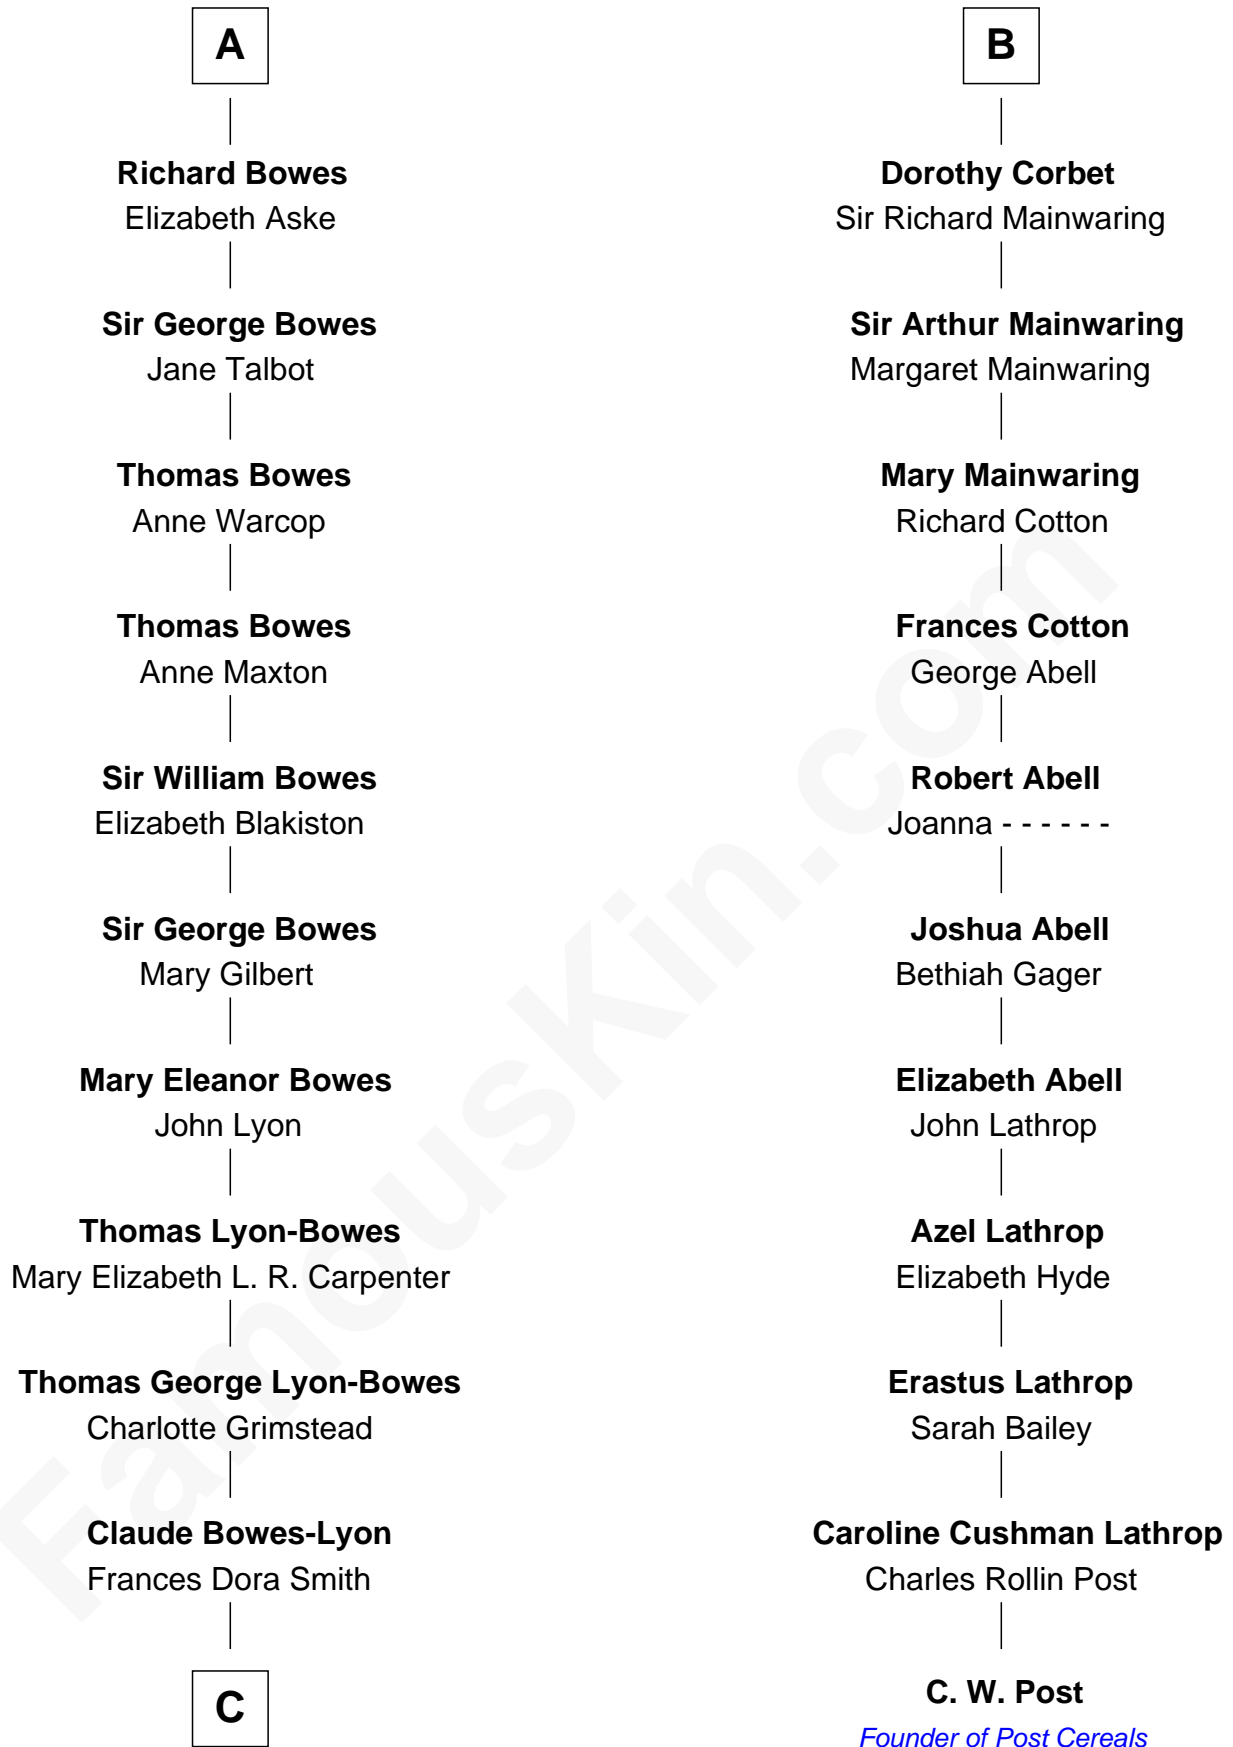 A
Richard Bowes
Elizabeth Aske
Sir George Bowes
Jane Talbot
Thomas Bowes
Anne Warcop
Thomas Bowes
Anne Maxton
Sir William Bowes
Elizabeth Blakiston
Sir George Bowes
Mary Gilbert
Mary Eleanor Bowes
John Lyon
Thomas Lyon-Bowes
Mary Elizabeth L. R. Carpenter
Thomas George Lyon-Bowes
Charlotte Grimstead
Claude Bowes-Lyon
Frances Dora Smith
C
B
Dorothy Corbet
Sir Richard Mainwaring
Sir Arthur Mainwaring
Margaret Mainwaring
Mary Mainwaring
Richard Cotton
Frances Cotton
George Abell
Robert Abell
Joanna - - - - - -
Joshua Abell
Bethiah Gager
Elizabeth Abell
John Lathrop
Azel Lathrop
Elizabeth Hyde
Erastus Lathrop
Sarah Bailey
Caroline Cushman Lathrop
Charles Rollin Post
C. W. Post
Founder of Post Cereals
FamousKin.com